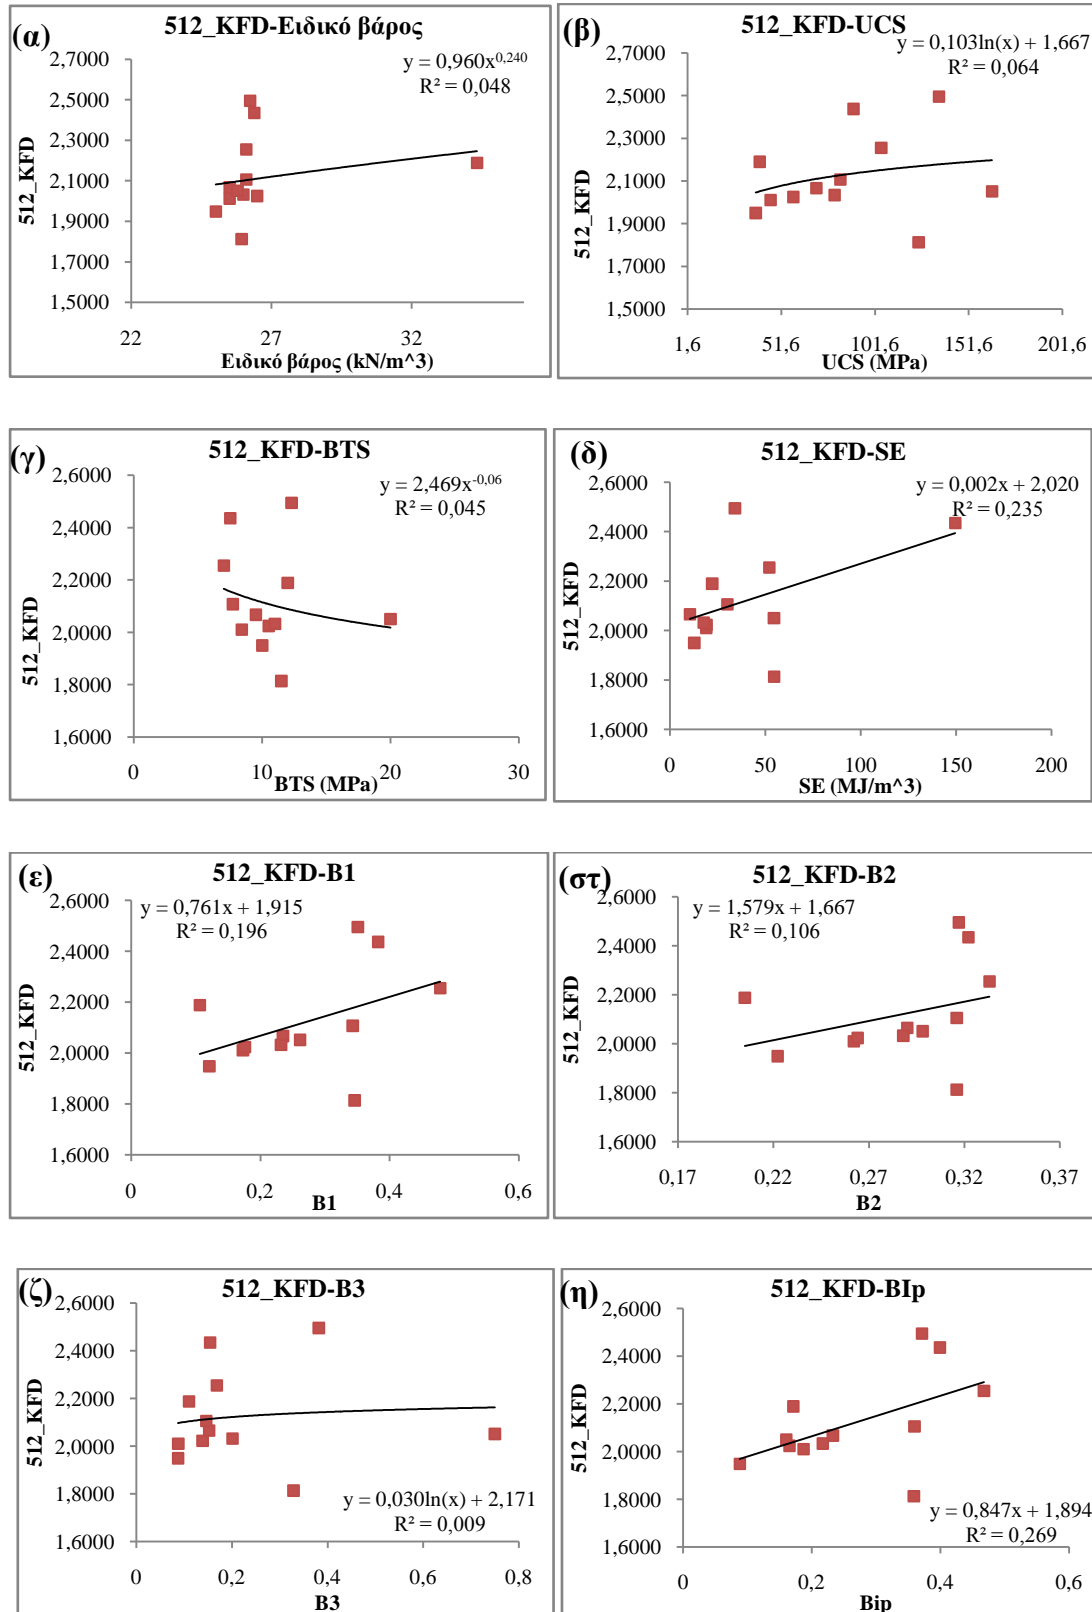 (α)
512_KFD-Ειδικό βάρος
y = 0,960x^0,240
R² = 0,048
512_KFD
2,7000
2,5000
2,3000
2,1000
1,9000
1,7000
1,5000
22 27 32
Ειδικό βάρος (kN/m^3)
(β)
512_KFD-UCS
y = 0,103ln(x) + 1,667
R² = 0,064
512_KFD
2,7000
2,5000
2,3000
2,1000
1,9000
1,7000
1,5000
1,6 51,6 101,6 151,6 201,6
UCS (MPa)
(γ)
512_KFD-BTS
y = 2,469x^-0,06
R² = 0,045
512_KFD
2,6000
2,4000
2,2000
2,0000
1,8000
1,6000
0 10 20 30
BTS (MPa)
(δ)
512_KFD-SE
y = 0,002x + 2,020
R² = 0,235
512_KFD
2,6000
2,4000
2,2000
2,0000
1,8000
1,6000
0 50 100 150 200
SE (MJ/m^3)
(ε)
512_KFD-B1
y = 0,761x + 1,915
R² = 0,196
512_KFD
2,6000
2,4000
2,2000
2,0000
1,8000
1,6000
0 0,2 0,4 0,6
B1
(στ)
512_KFD-B2
y = 1,579x + 1,667
R² = 0,106
512_KFD
2,6000
2,4000
2,2000
2,0000
1,8000
1,6000
0,17 0,22 0,27 0,32 0,37
B2
(ζ)
512_KFD-B3
y = 0,030ln(x) + 2,171
R² = 0,009
512_KFD
2,6000
2,4000
2,2000
2,0000
1,8000
1,6000
0 0,2 0,4 0,6 0,8
B3
(η)
512_KFD-BIp
y = 0,847x + 1,894
R² = 0,269
512_KFD
2,6000
2,4000
2,2000
2,0000
1,8000
1,6000
0 0,2 0,4 0,6
Bip